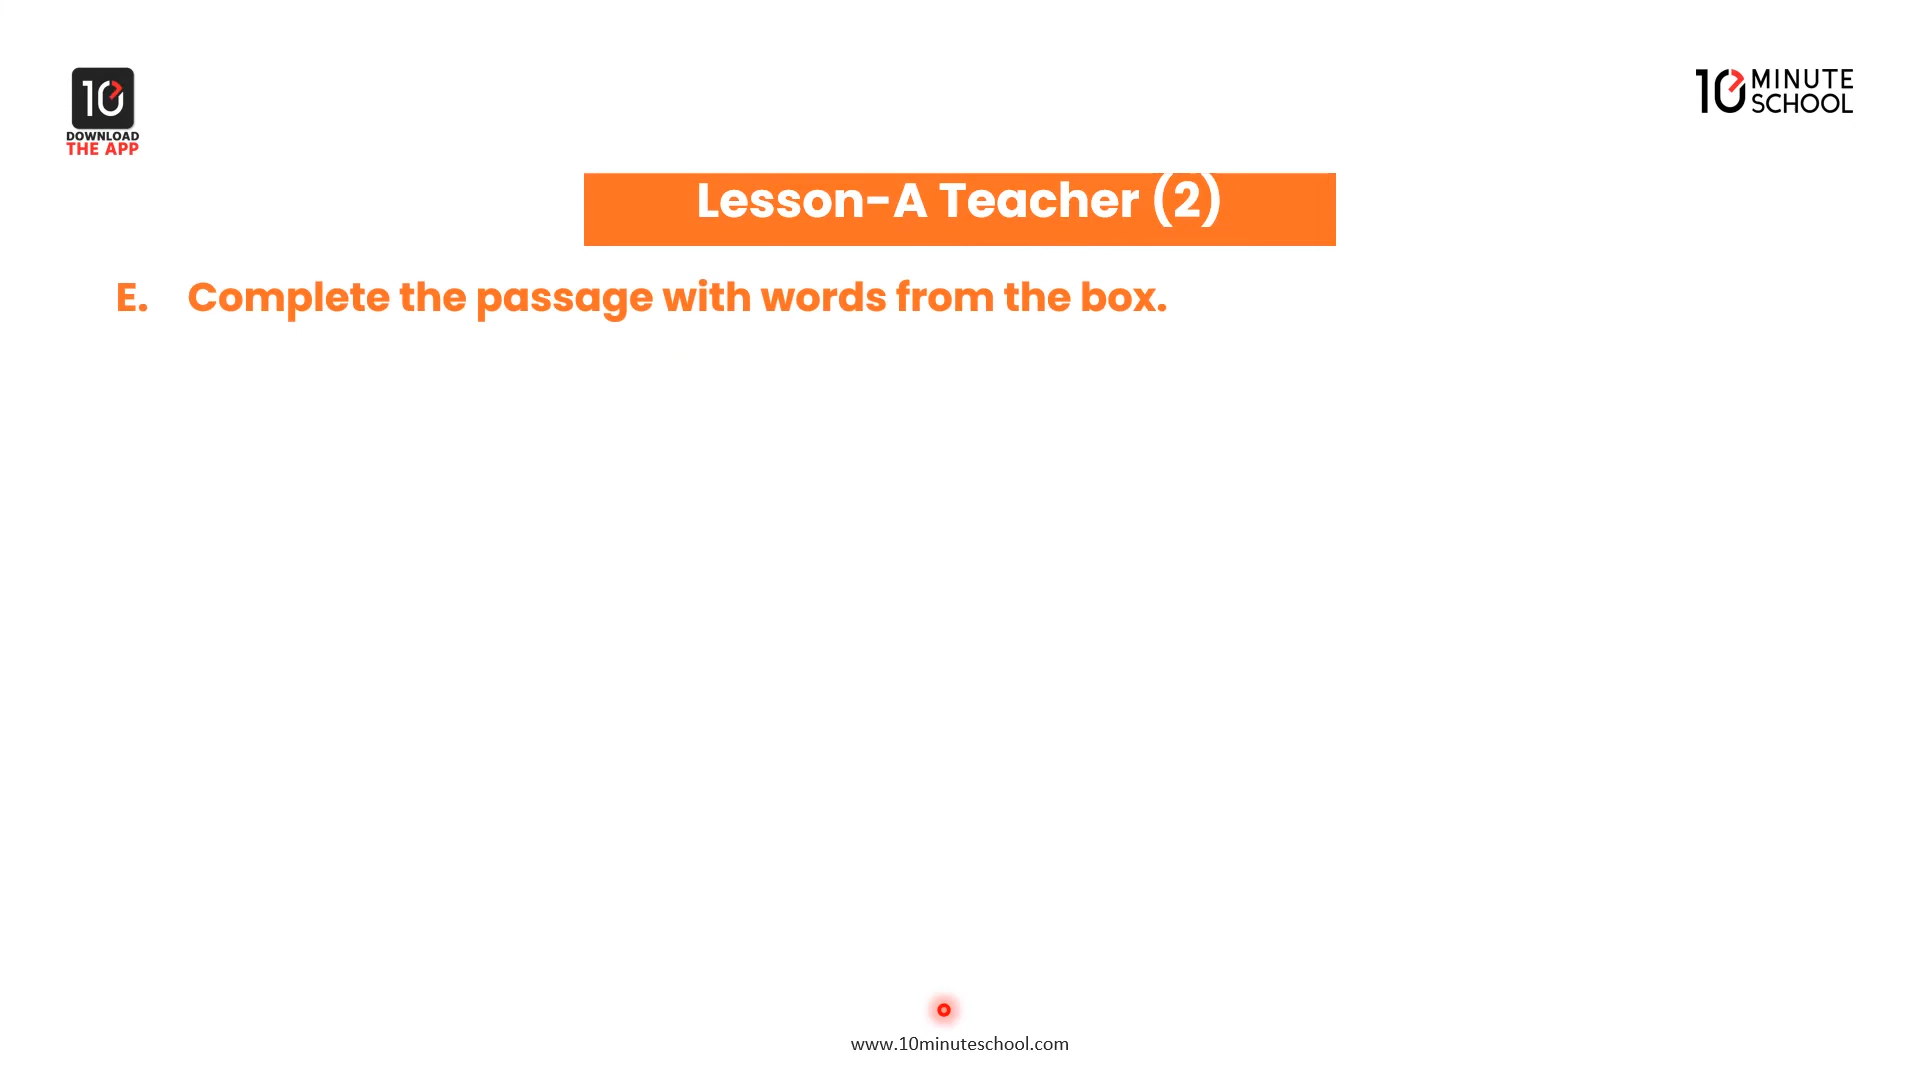 10
DOWNLOAD
THE APP
10 MINUTE
SCHOOL
Lesson-A Teacher (2)
E. Complete the passage with words from the box.
www.10minuteschool.com